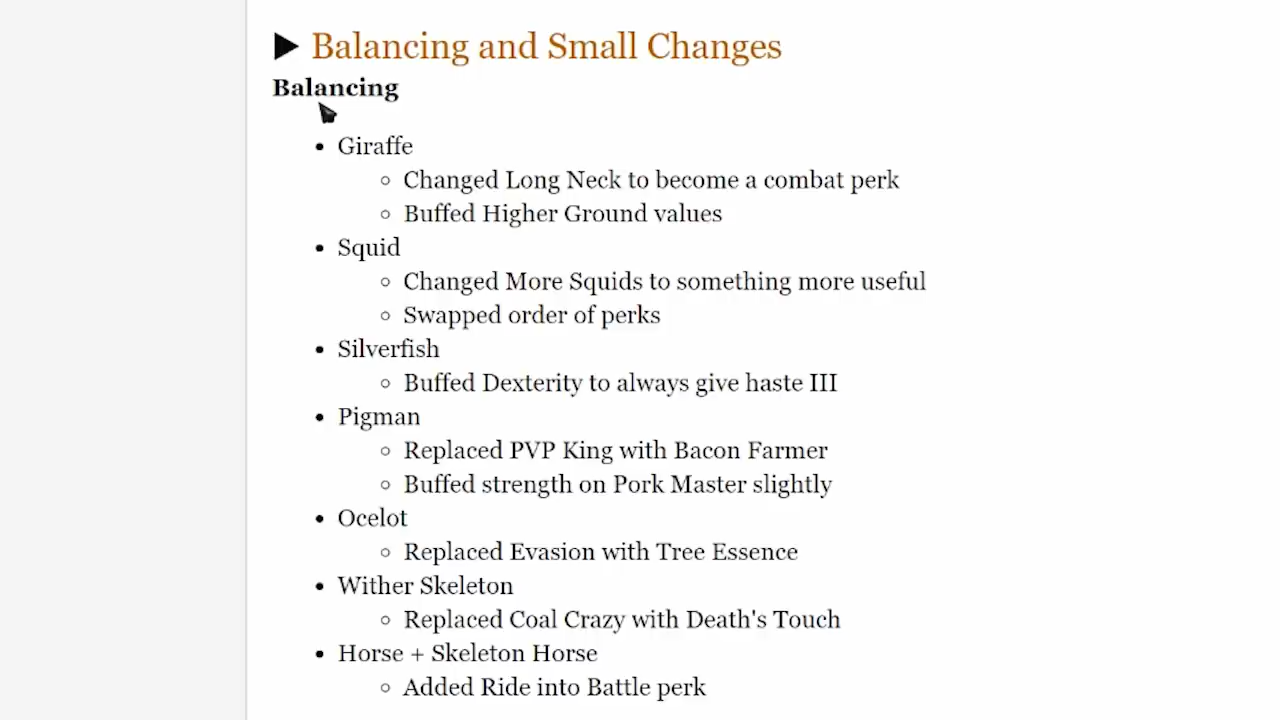 Balancing and Small Changes
Balancing
Giraffe
Changed Long Neck to become a combat perk
Buffed Higher Ground values
Squid
Changed More Squids to something more useful
Swapped order of perks
Silverfish
Buffed Dexterity to always give haste III
Pigman
Replaced PVP King with Bacon Farmer
Buffed strength on Pork Master slightly
Ocelot
Replaced Evasion with Tree Essence
Wither Skeleton
Replaced Coal Crazy with Death's Touch
Horse + Skeleton Horse
Added Ride into Battle perk